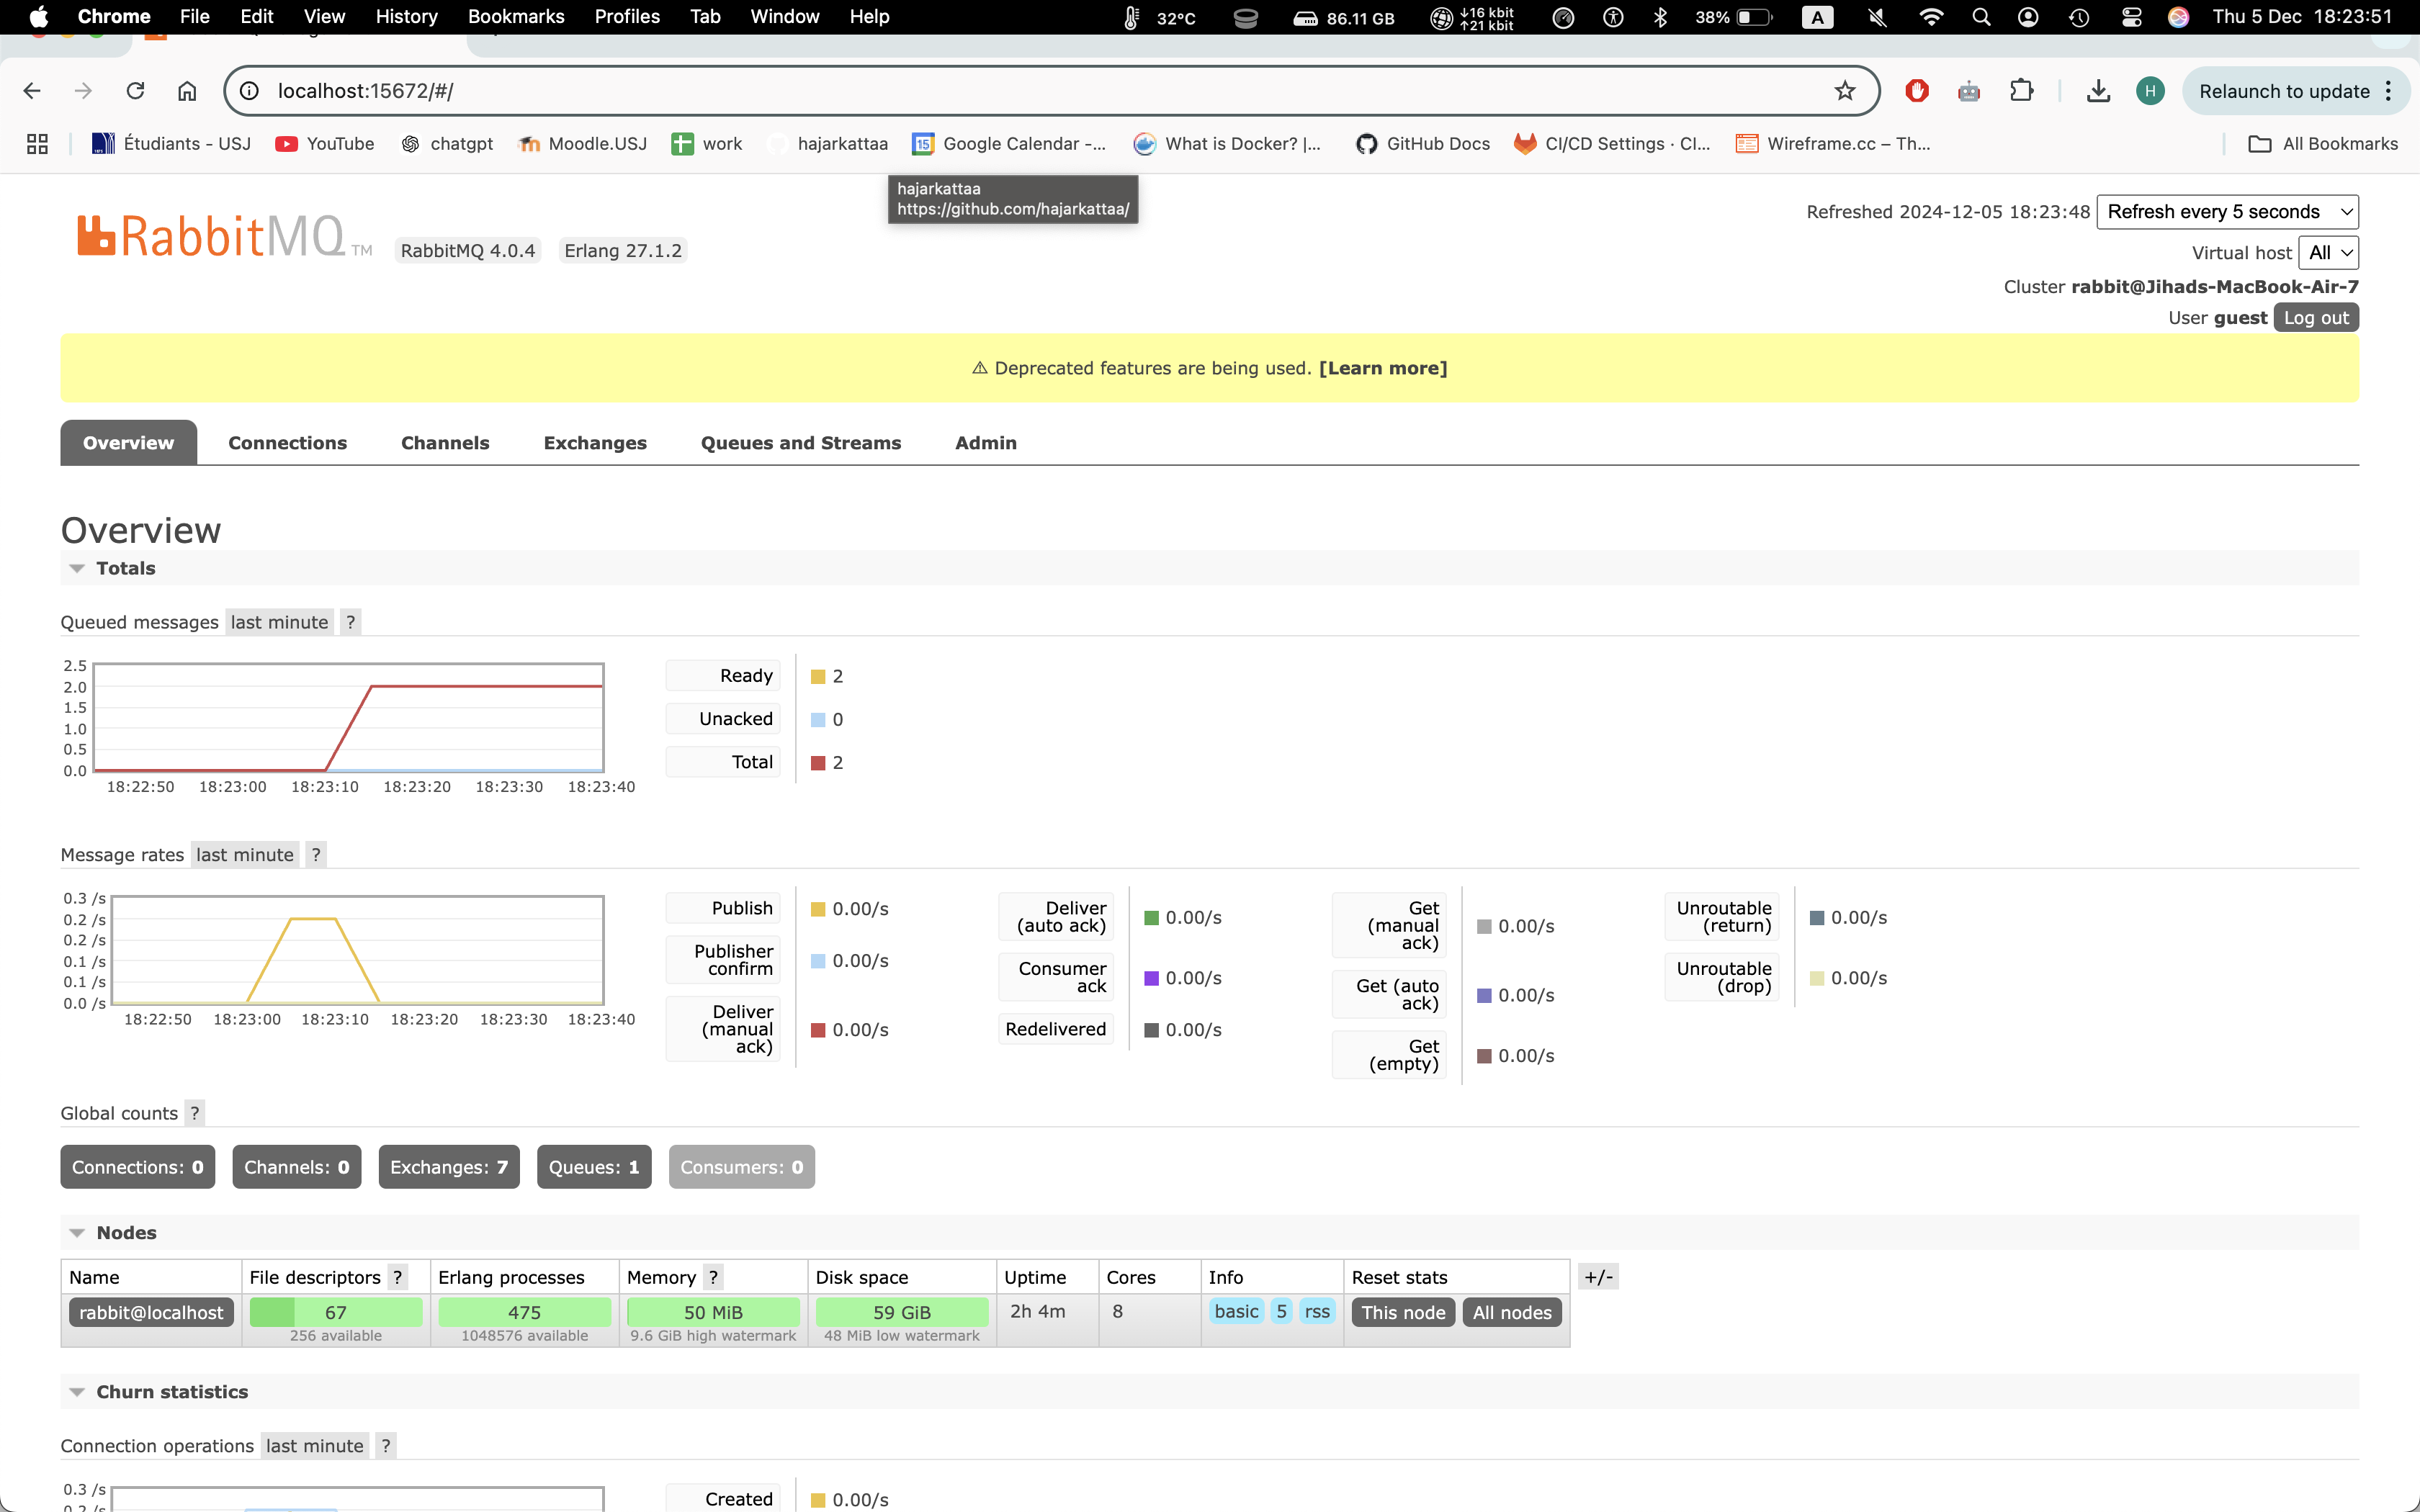 Chrome File Edit View History Bookmarks Profiles Tab Window Help 32°C 86.11 GB ↓16 kbit ↑21 kbit 38% A Thu 5 Dec 18:23:51
localhost:15672/#/ H Relaunch to update
Étudiants - USJ YouTube chatgpt Moodle.USJ work hajarkattaa 15 Google Calendar -... What is Docker? |... GitHub Docs CI/CD Settings · CI... Wireframe.cc – Th... All Bookmarks
hajarkattaa
https://github.com/hajarkattaa/
Refreshed 2024-12-05 18:23:48 Refresh every 5 seconds
RabbitMQ TM RabbitMQ 4.0.4 Erlang 27.1.2
Virtual host All
Cluster rabbit@Jihads-MacBook-Air-7
User guest Log out
⚠ Deprecated features are being used. [Learn more]
Overview Connections Channels Exchanges Queues and Streams Admin
Overview
Totals
Queued messages last minute ?
2.5
2.0
1.5
1.0
0.5
0.0
18:22:50 18:23:00 18:23:10 18:23:20 18:23:30 18:23:40
Ready 2
Unacked 0
Total 2
Message rates last minute ?
0.3 /s
0.2 /s
0.2 /s
0.1 /s
0.1 /s
0.0 /s
18:22:50 18:23:00 18:23:10 18:23:20 18:23:30 18:23:40
Publish 0.00/s
Publisher confirm 0.00/s
Deliver (manual ack) 0.00/s
Deliver (auto ack) 0.00/s
Consumer ack 0.00/s
Redelivered 0.00/s
Get (manual ack) 0.00/s
Get (auto ack) 0.00/s
Get (empty) 0.00/s
Unroutable (return) 0.00/s
Unroutable (drop) 0.00/s
Global counts ?
Connections: 0 Channels: 0 Exchanges: 7 Queues: 1 Consumers: 0
Nodes
Name File descriptors ? Erlang processes Memory ? Disk space Uptime Cores Info Reset stats +/-
rabbit@localhost 67 475 50 MiB 59 GiB 2h 4m 8 basic 5 rss This node All nodes
256 available 1048576 available 9.6 GiB high watermark 48 MiB low watermark
Churn statistics
Connection operations last minute ?
0.3 /s
Created 0.00/s